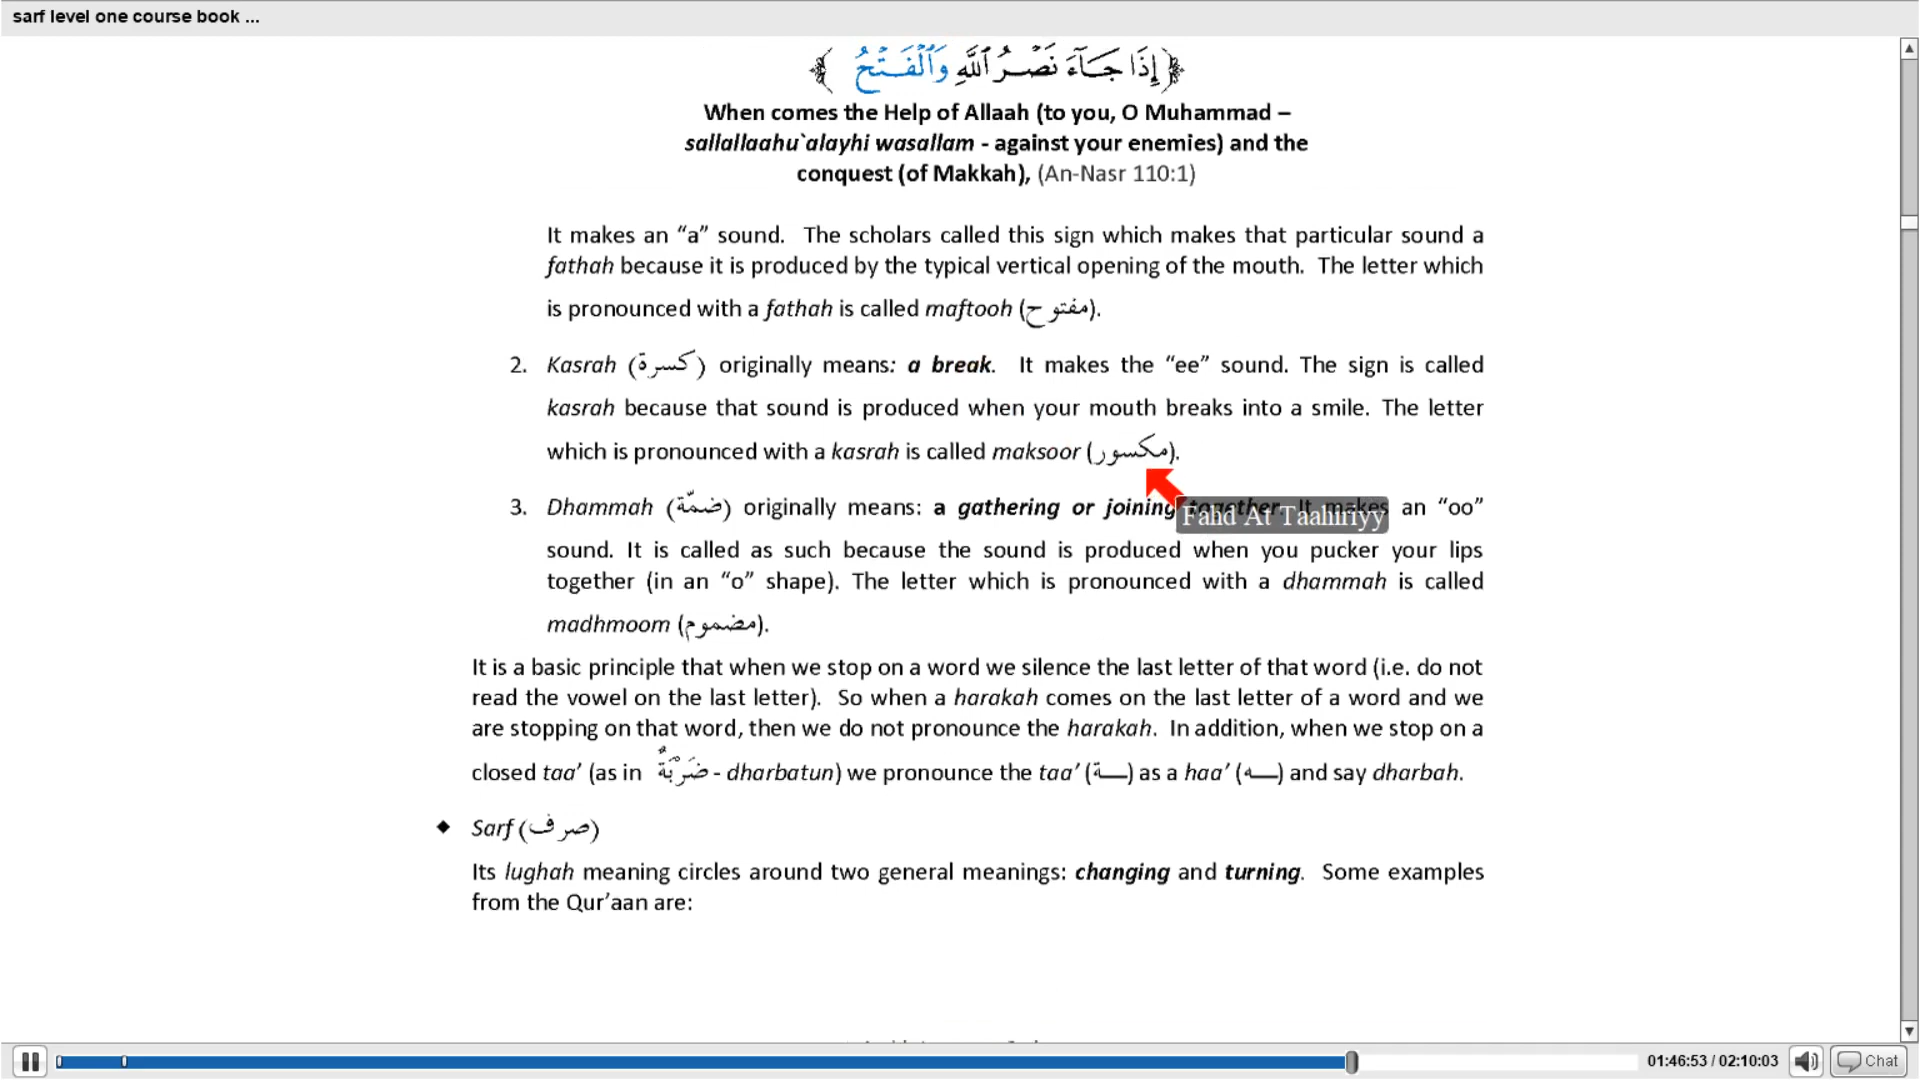 sarf level one course book ...
﴿إِذَا جَآءَ نَصۡرُ ٱللَّهِ وَٱلۡفَتۡحُ ﴾
When comes the Help of Allaah (to you, O Muhammad –
sallallaahu`alayhi wasallam - against your enemies) and the
conquest (of Makkah), (An-Nasr 110:1)
It makes an “a” sound. The scholars called this sign which makes that particular sound a
fathah because it is produced by the typical vertical opening of the mouth. The letter which
is pronounced with a fathah is called maftooh (مفتوح).
2. Kasrah (كسرة) originally means: a break. It makes the “ee” sound. The sign is called
kasrah because that sound is produced when your mouth breaks into a smile. The letter
which is pronounced with a kasrah is called maksoor (مكسور).
3. Dhammah (ضمّة) originally means: a gathering or joining together. It makes an “oo”
Fahd At Taahiriyy
sound. It is called as such because the sound is produced when you pucker your lips
together (in an “o” shape). The letter which is pronounced with a dhammah is called
madhmoom (مضموم).
It is a basic principle that when we stop on a word we silence the last letter of that word (i.e. do not
read the vowel on the last letter). So when a harakah comes on the last letter of a word and we
are stopping on that word, then we do not pronounce the harakah. In addition, when we stop on a
closed taa’ (as in ضَرْبَةٌ - dharbatun) we pronounce the taa’ (ـــة) as a haa’ (ـــه) and say dharbah.
◆ Sarf (صرف)
Its lughah meaning circles around two general meanings: changing and turning. Some examples
from the Qur’aan are:
01:46:53 / 02:10:03 Chat